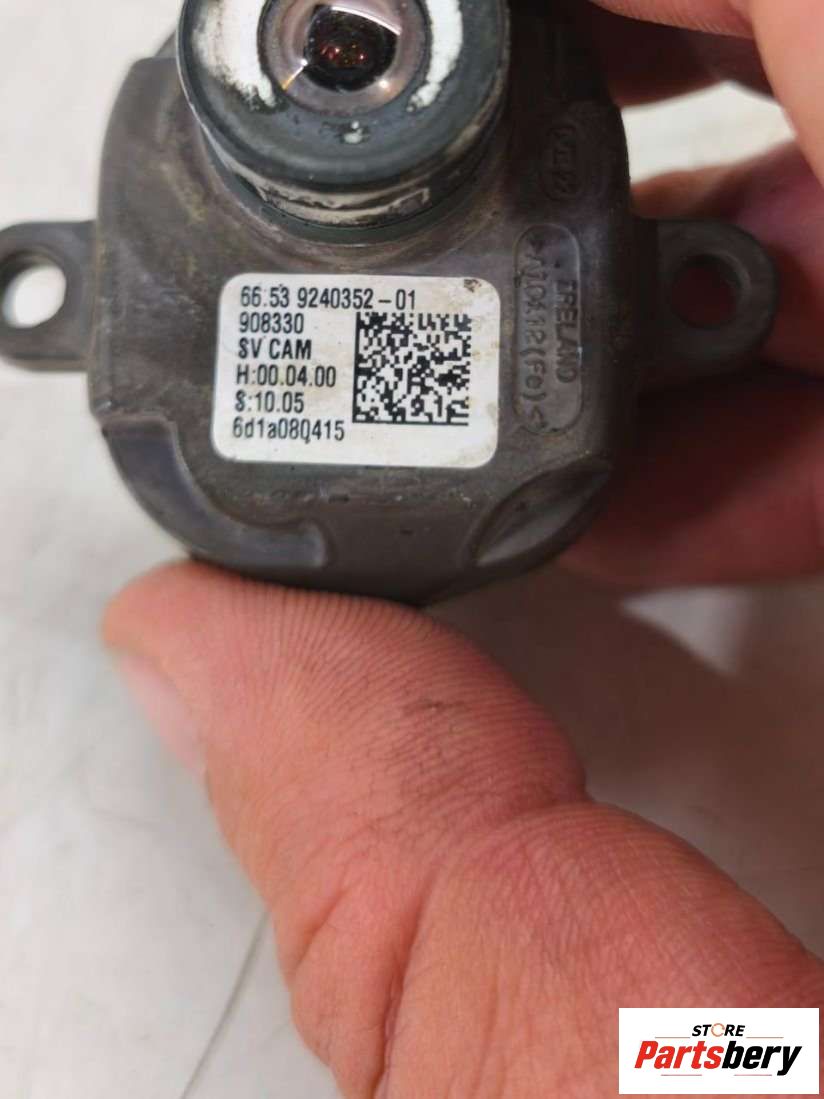 66.53 9240352-01
908330
SV CAM
H:00.04.00
S:10.05
6d1a080415
IRELAND
STORE
Partsbery